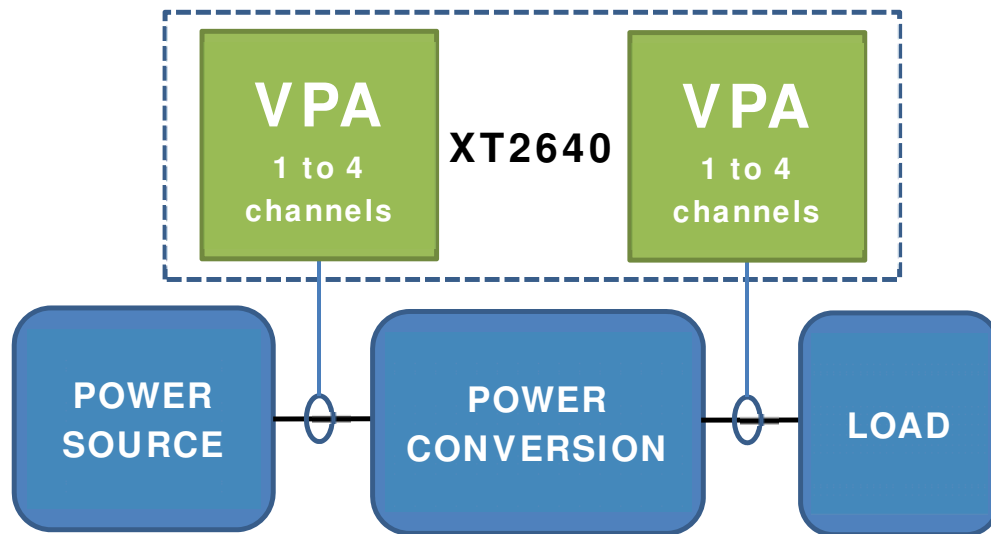 VPA
1 to 4
channels
XT2640
VPA
1 to 4
channels
POWER
SOURCE
POWER
CONVERSION
LOAD